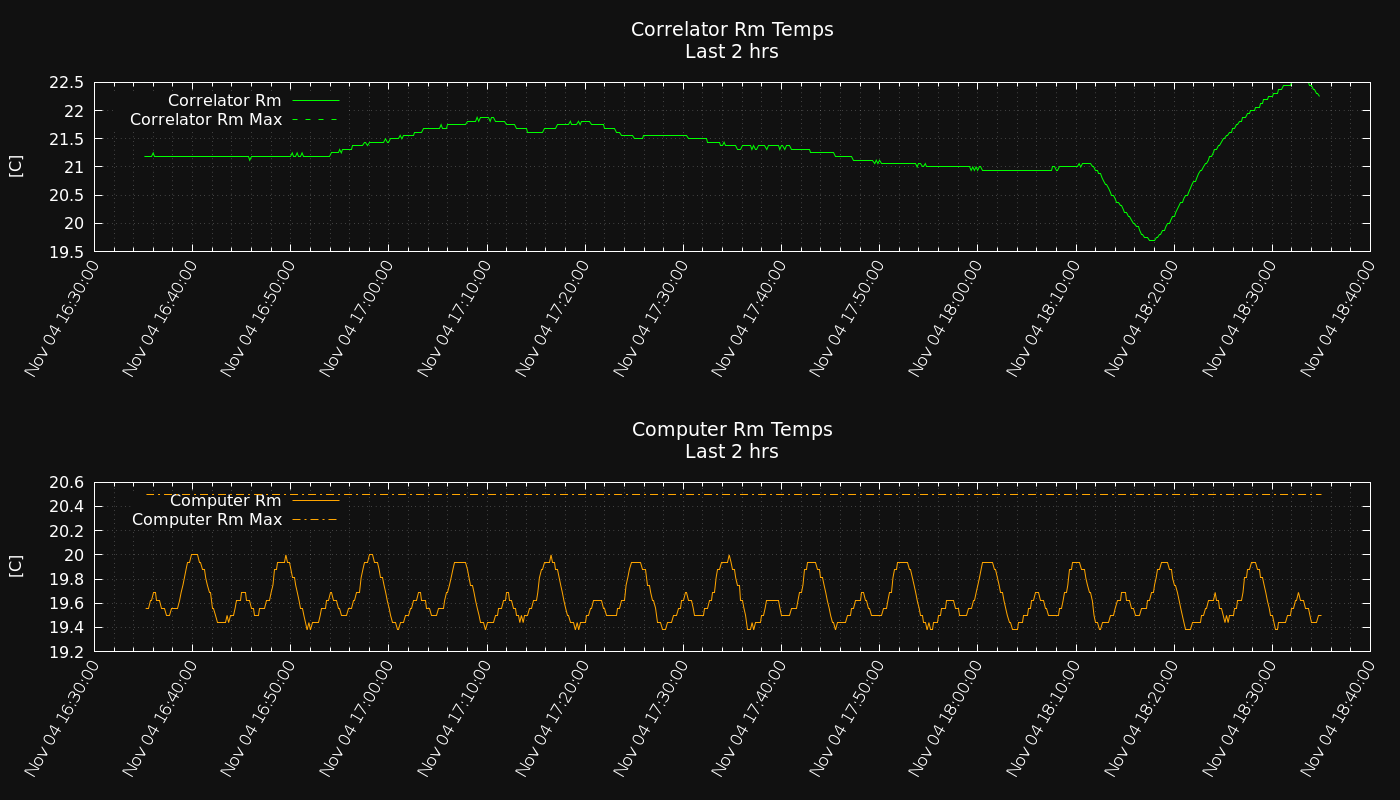 Correlator Rm Temps
Last 2 hrs
22.5
22
21.5
21
20.5
20
19.5
[C]
Correlator Rm
Correlator Rm Max
Nov 04 16:30:00
Nov 04 16:40:00
Nov 04 16:50:00
Nov 04 17:00:00
Nov 04 17:10:00
Nov 04 17:20:00
Nov 04 17:30:00
Nov 04 17:40:00
Nov 04 17:50:00
Nov 04 18:00:00
Nov 04 18:10:00
Nov 04 18:20:00
Nov 04 18:30:00
Nov 04 18:40:00
Computer Rm Temps
Last 2 hrs
20.6
20.4
20.2
20
19.8
19.6
19.4
19.2
[C]
Computer Rm
Computer Rm Max
Nov 04 16:30:00
Nov 04 16:40:00
Nov 04 16:50:00
Nov 04 17:00:00
Nov 04 17:10:00
Nov 04 17:20:00
Nov 04 17:30:00
Nov 04 17:40:00
Nov 04 17:50:00
Nov 04 18:00:00
Nov 04 18:10:00
Nov 04 18:20:00
Nov 04 18:30:00
Nov 04 18:40:00